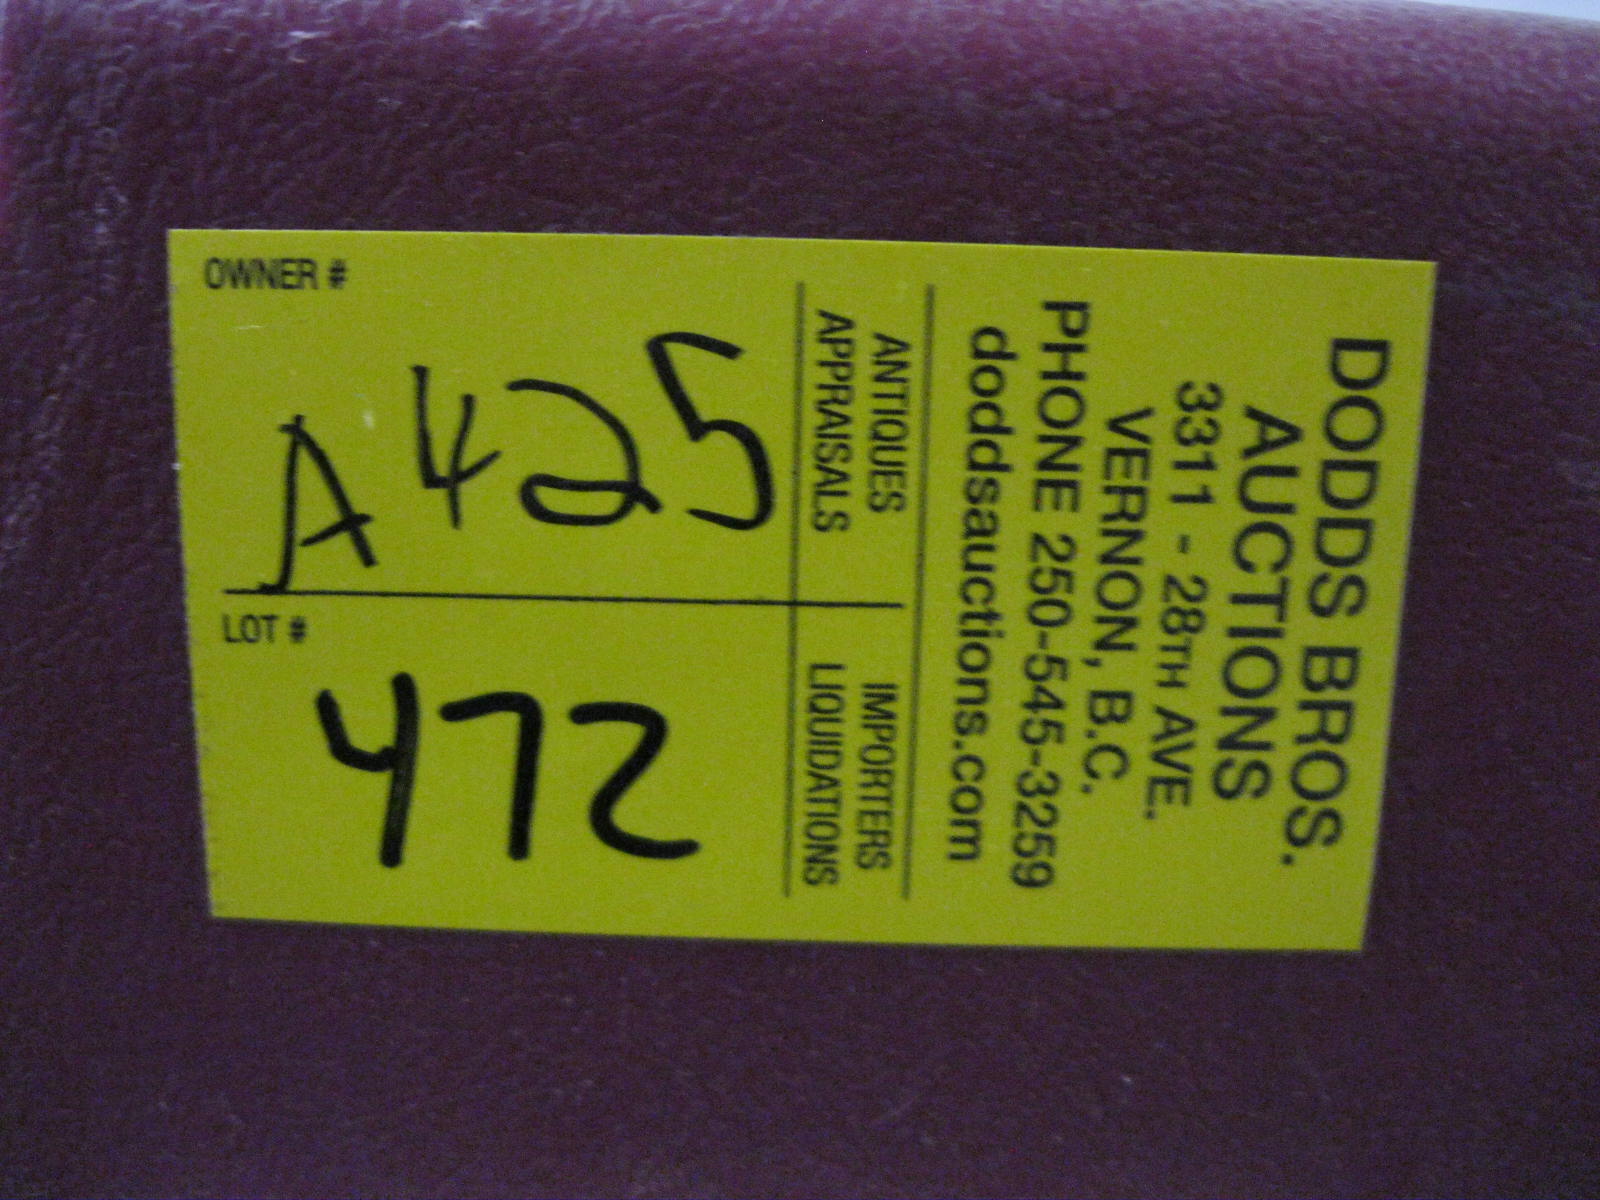 DODDS BROS.
AUCTIONS
3311 - 28TH AVE.
VERNON, B.C.
PHONE 250-545-3259
doddsauctions.com
ANTIQUES
APPRAISALS
IMPORTERS
LIQUIDATIONS
OWNER #
A425
LOT #
472